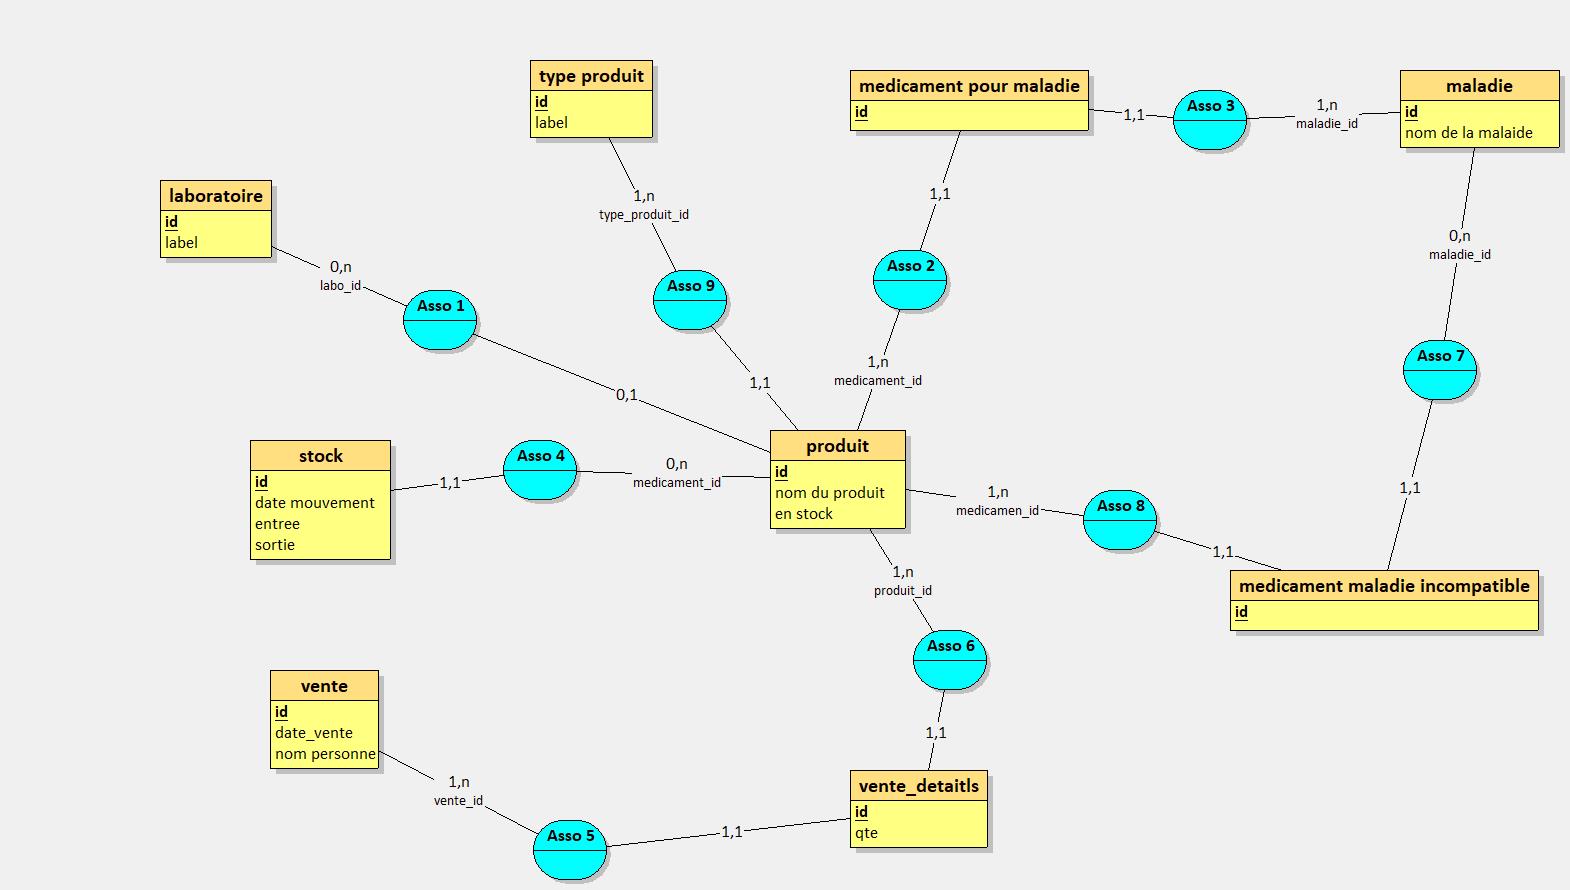 type produit
id
label
medicament pour maladie
id
maladie
id
nom de la malaide
Asso 3
1,1
1,n
maladie_id
laboratoire
id
label
1,n
type_produit_id
1,1
0,n
maladie_id
0,n
labo_id
Asso 1
Asso 9
Asso 2
0,1
1,1
1,n
medicament_id
Asso 7
stock
id
date mouvement
entree
sortie
1,1
Asso 4
0,n
medicament_id
produit
id
nom du produit
en stock
1,n
medicamen_id
Asso 8
1,1
1,1
medicament maladie incompatible
id
1,n
produit_id
Asso 6
1,1
vente
id
date_vente
nom personne
1,n
vente_id
Asso 5
1,1
vente_detaitls
id
qte